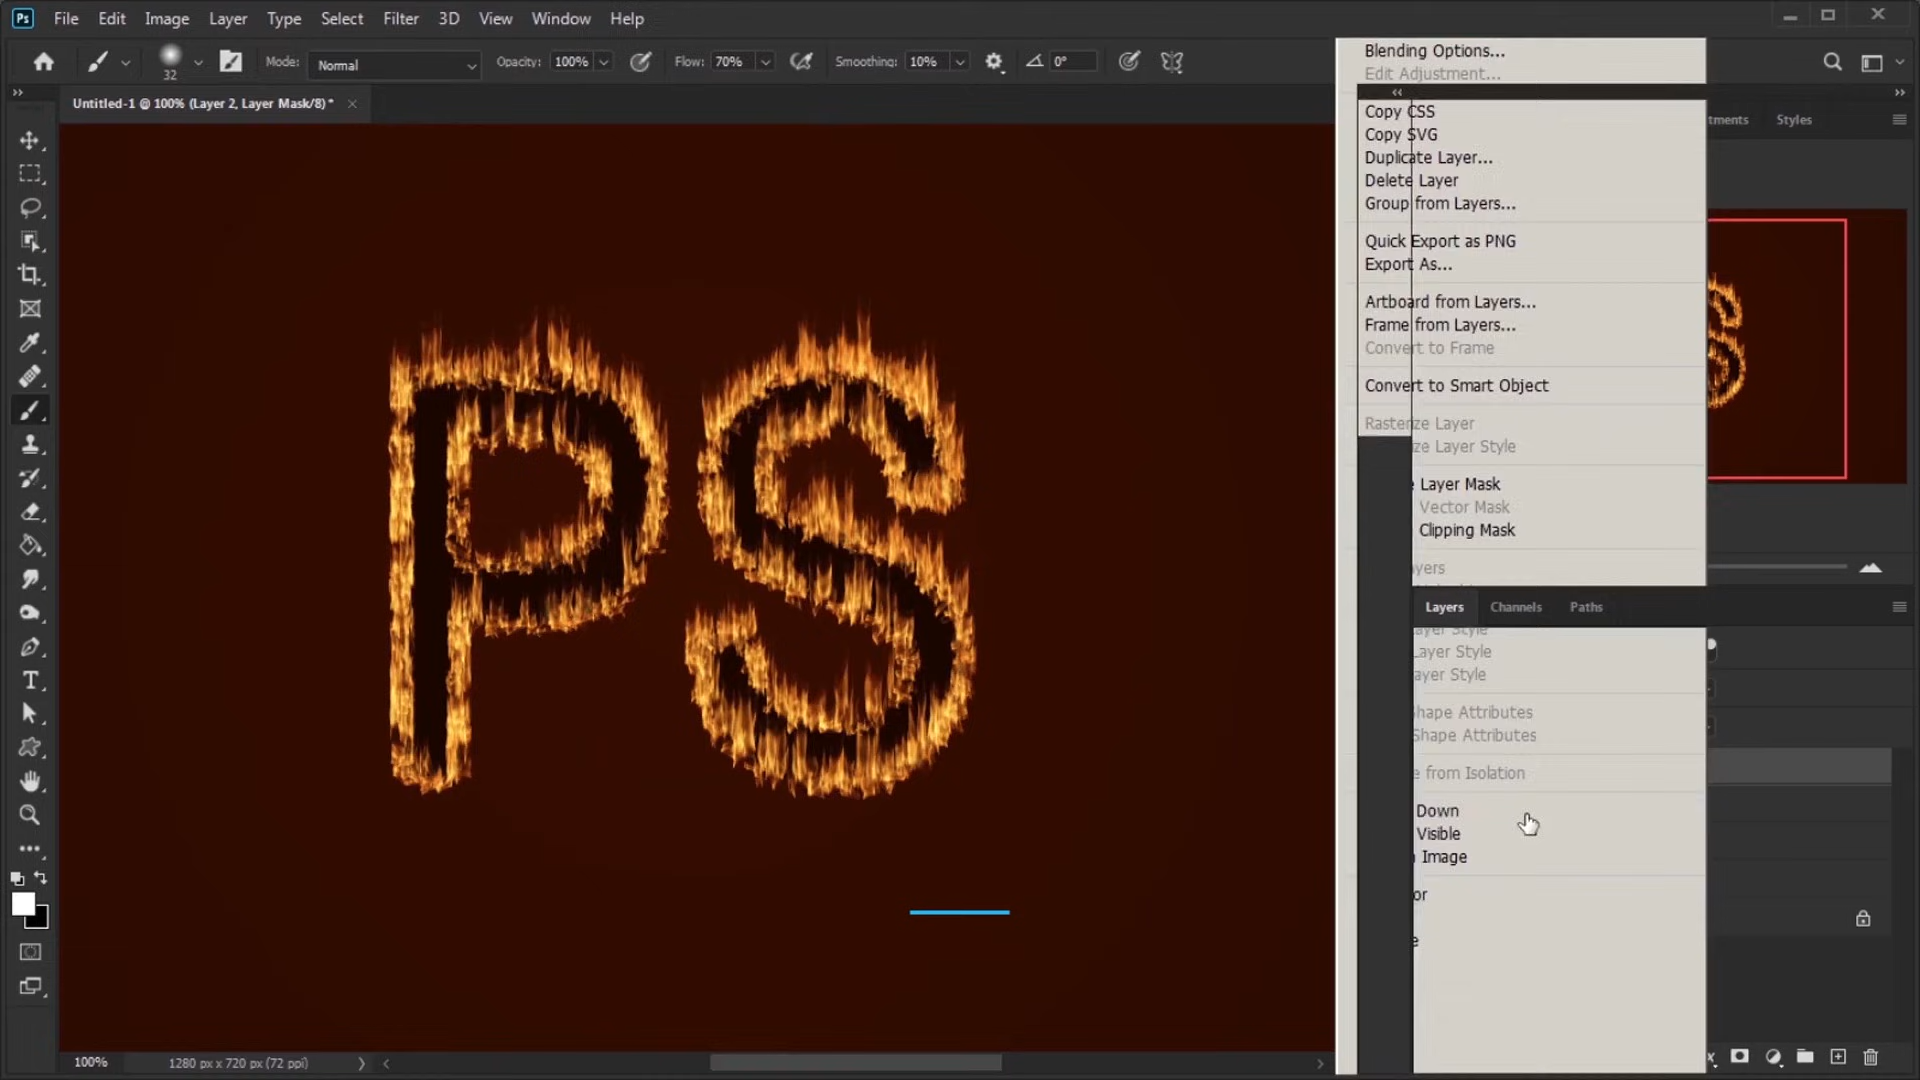 Ps File Edit Image Layer Type Select Filter 3D View Window Help
32 Mode: Normal Opacity: 100% Flow: 70% Smoothing: 10% 0°
Untitled-1 @ 100% (Layer 2, Layer Mask/8) *
Blending Options...
Edit Adjustment...
Copy CSS
Copy SVG
Duplicate Layer...
Delete Layer
Group from Layers...
Quick Export as PNG
Export As...
Artboard from Layers...
Frame from Layers...
Convert to Frame
Convert to Smart Object
Rasterize Layer
ze Layer Style
Layer Mask
Vector Mask
Clipping Mask
ayers
tments Styles
Layers Channels Paths
ayer Style
Layer Style
ayer Style
Shape Attributes
Shape Attributes
e from Isolation
Down
Visible
Image
or
e
PS
100% 1280 px x 720 px (72 ppi)